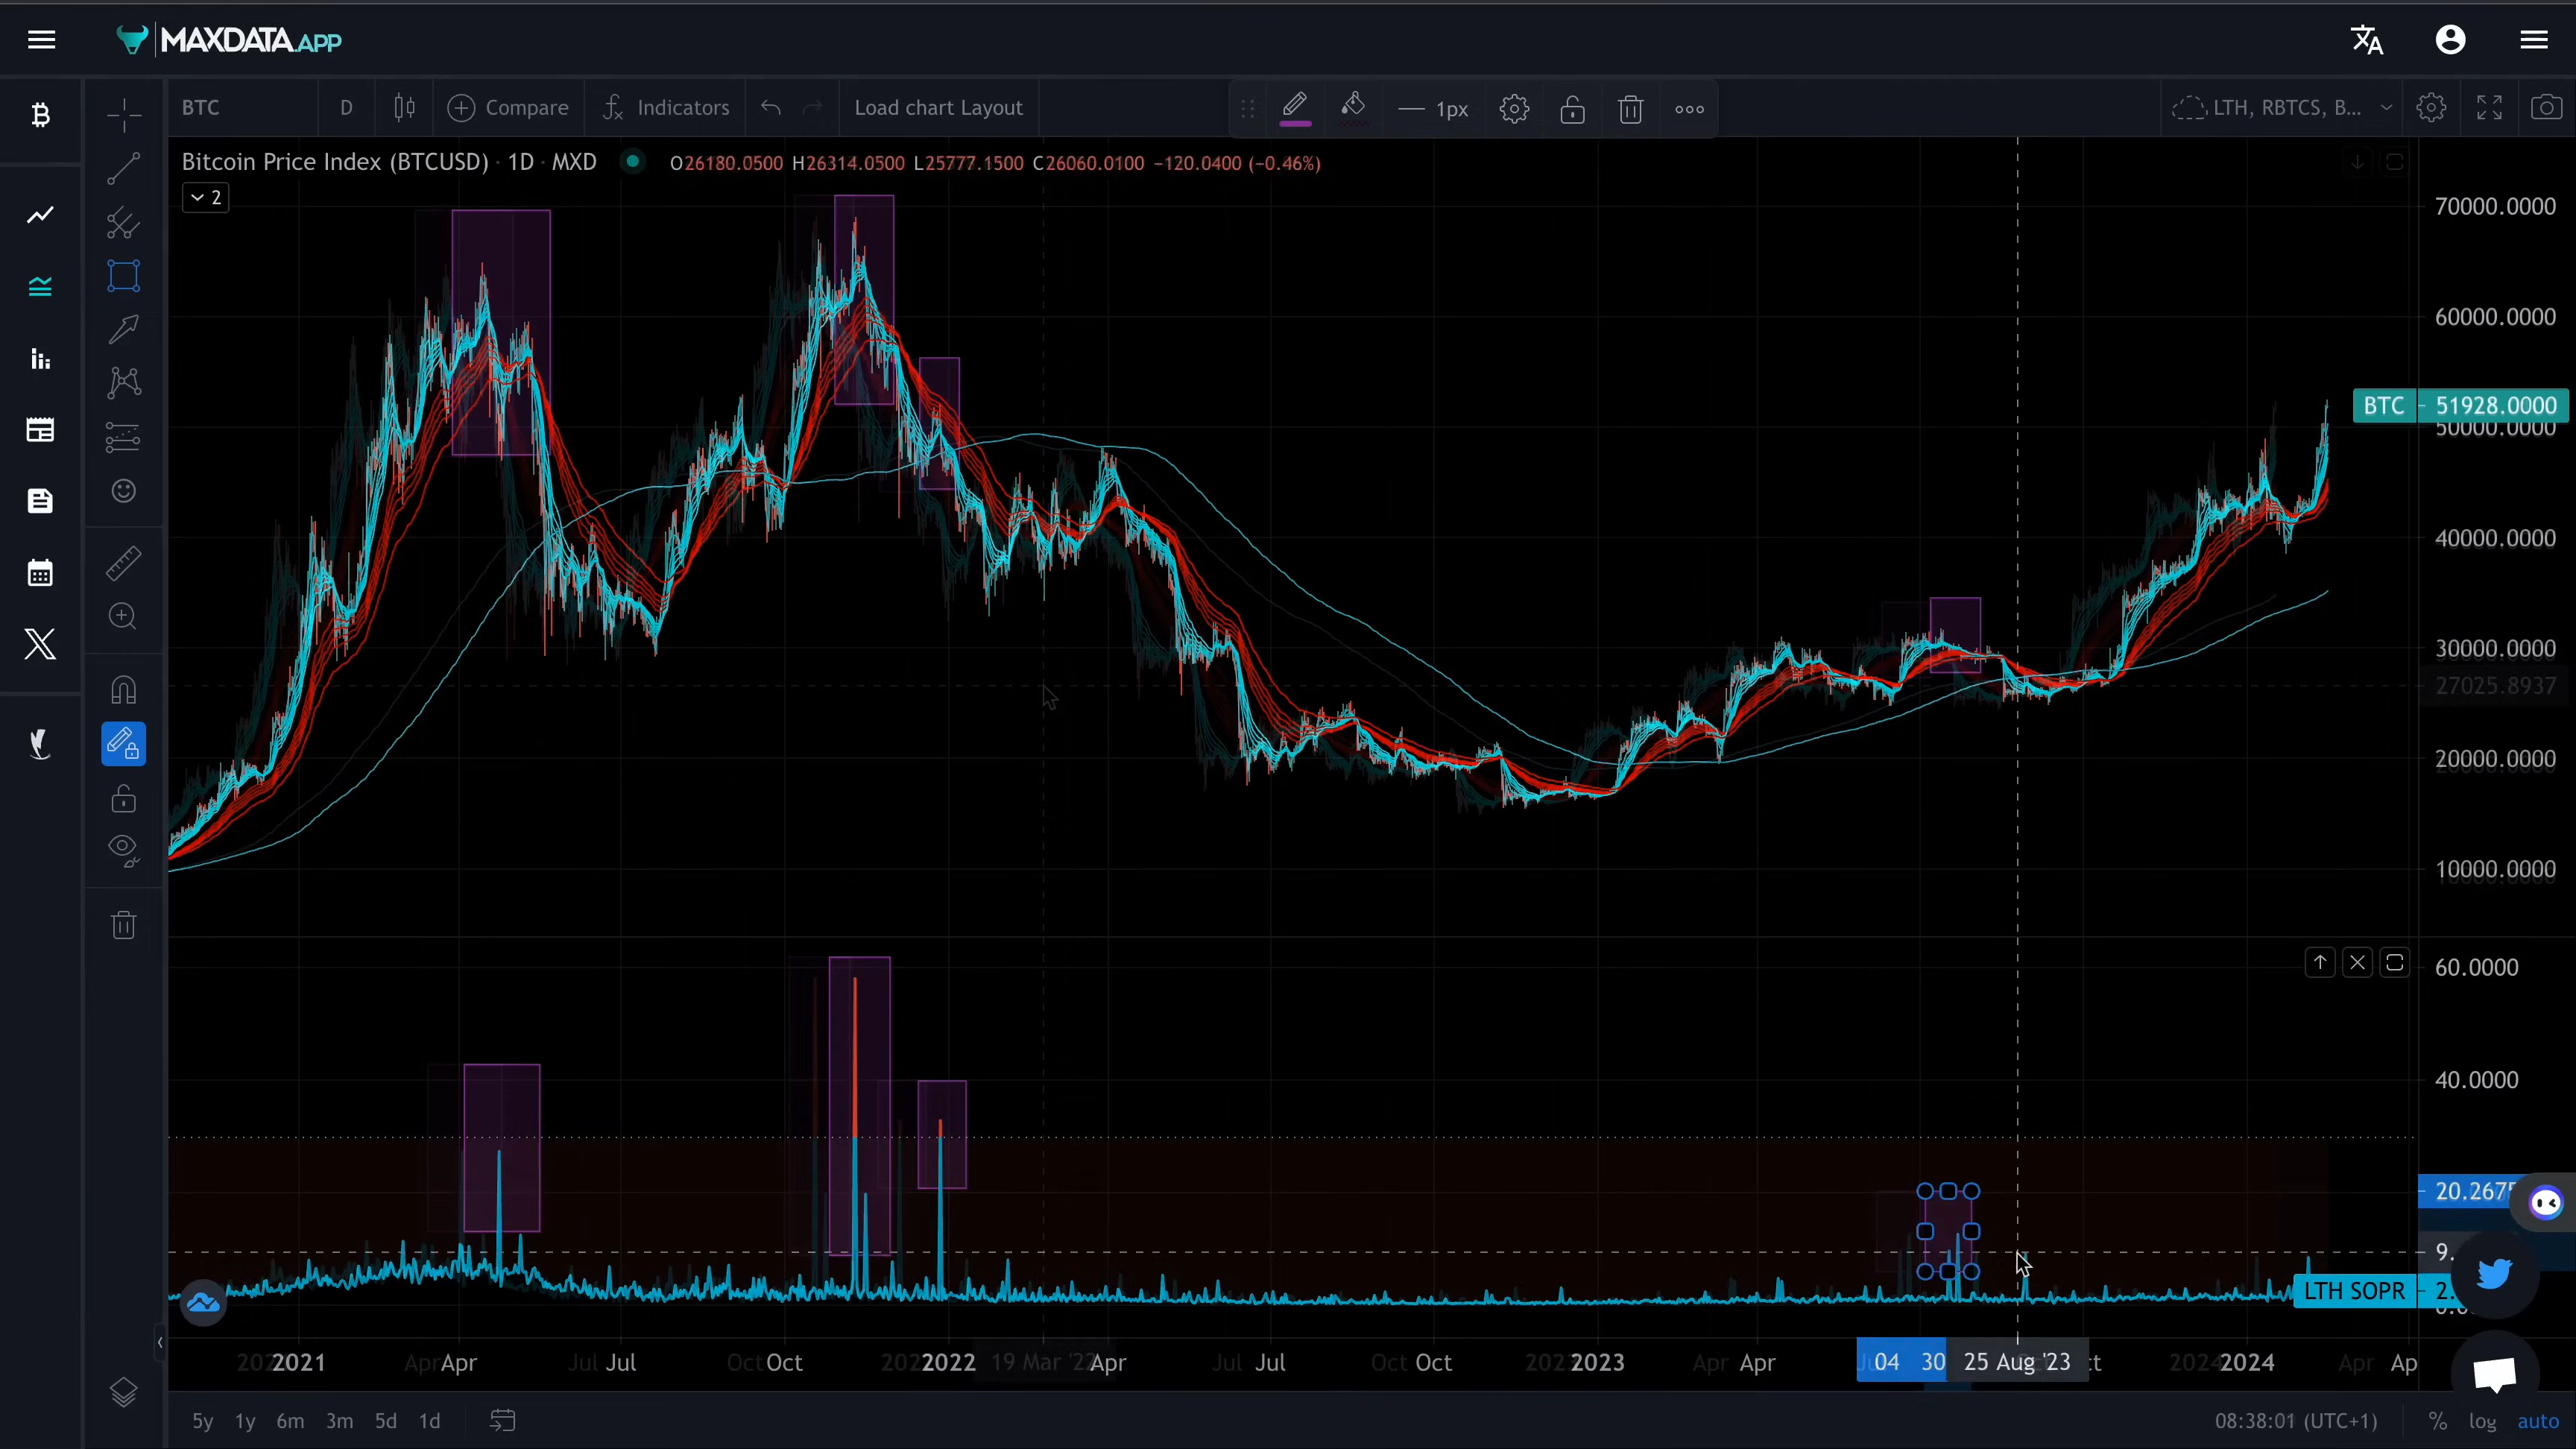 MAXDATA.APP
BTC D Compare Indicators Load chart Layout 1px LTH, RBTCS, B...
Bitcoin Price Index (BTCUSD) · 1D · MXD O26180.0500 H26314.0500 L25777.1500 C26060.0100 −120.0400 (−0.46%)
2
70000.0000
60000.0000
BTC 51928.0000
50000.0000
40000.0000
30000.0000
27025.8937
20000.0000
10000.0000
60.0000
40.0000
20.2675
9.
LTH SOPR 2.
2021 Apr Jul Oct 2022 19 Mar '22 Apr Jul Oct 2023 Apr 04 30 25 Aug '23 2024 Ap
5y 1y 6m 3m 5d 1d 08:38:01 (UTC+1) % log auto